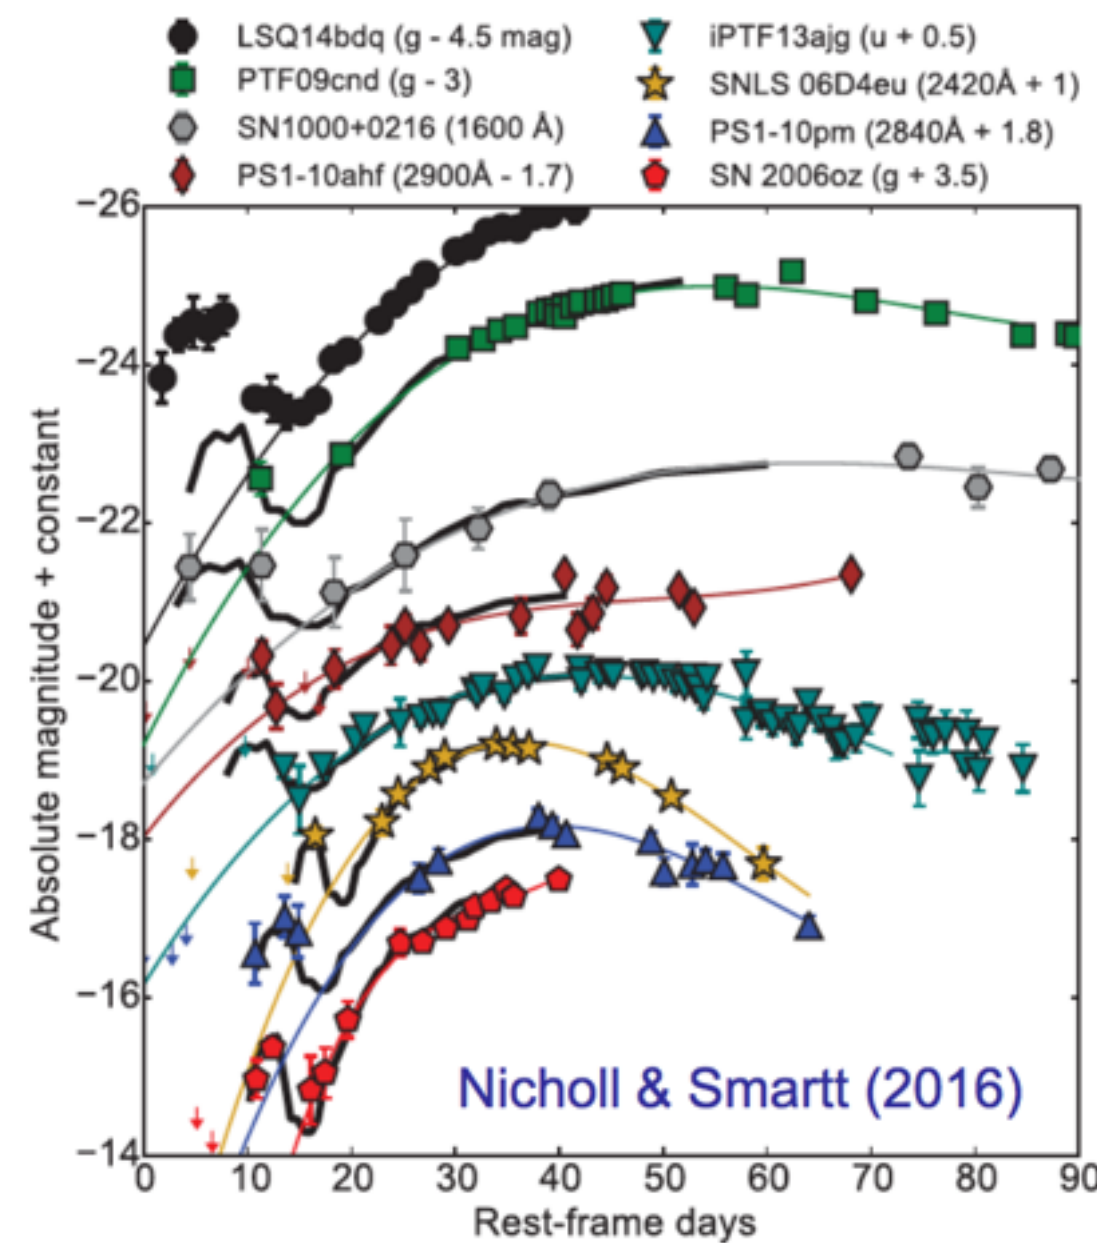 LSQ14bdq (g - 4.5 mag)
PTF09cnd (g - 3)
SN1000+0216 (1600 Å)
PS1-10ahf (2900Å - 1.7)
iPTF13ajg (u + 0.5)
SNLS 06D4eu (2420Å + 1)
PS1-10pm (2840Å + 1.8)
SN 2006oz (g + 3.5)
Absolute magnitude + constant
−26
−24
−22
−20
−18
−16
−14
Nicholl & Smartt (2016)
0 10 20 30 40 50 60 70 80 90
Rest-frame days